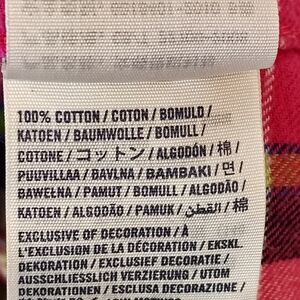 100% COTTON / COTON / BOMULD /
KATOEN / BAUMWOLLE / BOMULL /
COTONE / コットン / ALGODÓN / 棉 /
PUUVILLAA / BAVLNA / BAMBAKI / 면 /
BAWEŁNA / PAMUT / BOMULL / ALGODÃO /
KATOEN / ALGODÃO / PAMUK / القطن / 棉
EXCLUSIVE OF DECORATION / À
L'EXCLUSION DE LA DÉCORATION / EKSKL.
DEKORATION / EXCLUSIEF DECORATIE /
AUSSCHLIESSLICH VERZIERUNG / UTOM
DEKORATIONEN / ESCLUSA DECORAZIONE /